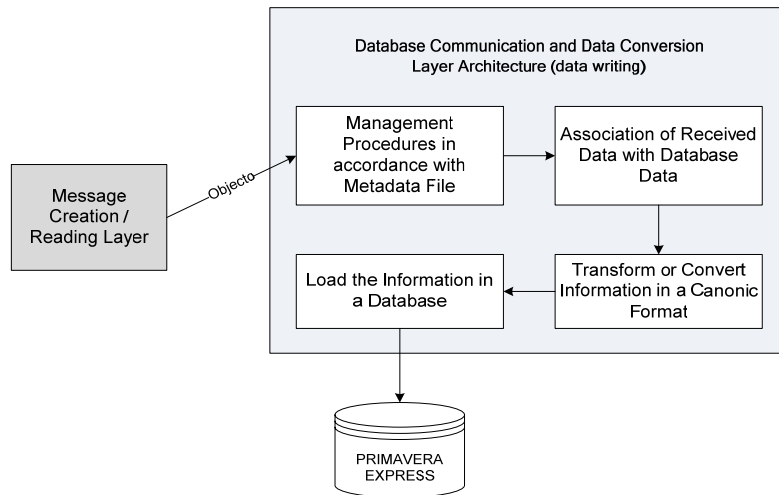 Database Communication and Data Conversion
Layer Architecture (data writing)
Management
Procedures in
accordance with
Metadata File
Association of Received
Data with Database
Data
Message
Creation /
Reading Layer
Objecto
Load the Information in
a Database
Transform or Convert
Information in a Canonic
Format
PRIMAVERA
EXPRESS